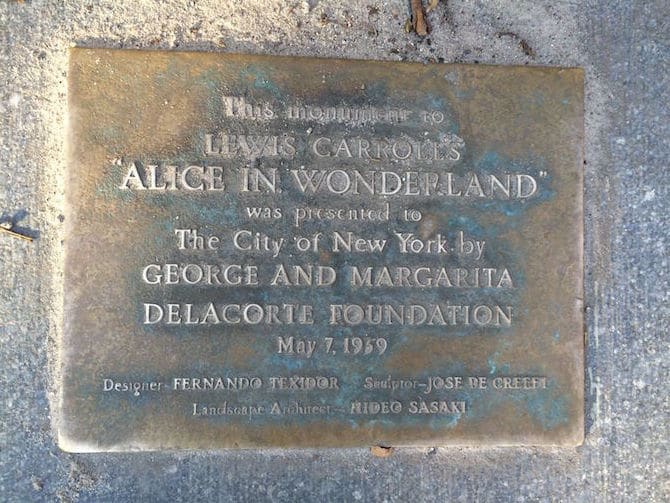 This monument to
LEWIS CARROLL'S
"ALICE IN WONDERLAND"
was presented to
The City of New York by
GEORGE AND MARGARITA
DELACORTE FOUNDATION
May 7, 1959
Designer-FERNANDO TEXIDOR Sculptor-JOSE DE CREEFT
Landscape Architect-HIDEO SASAKI